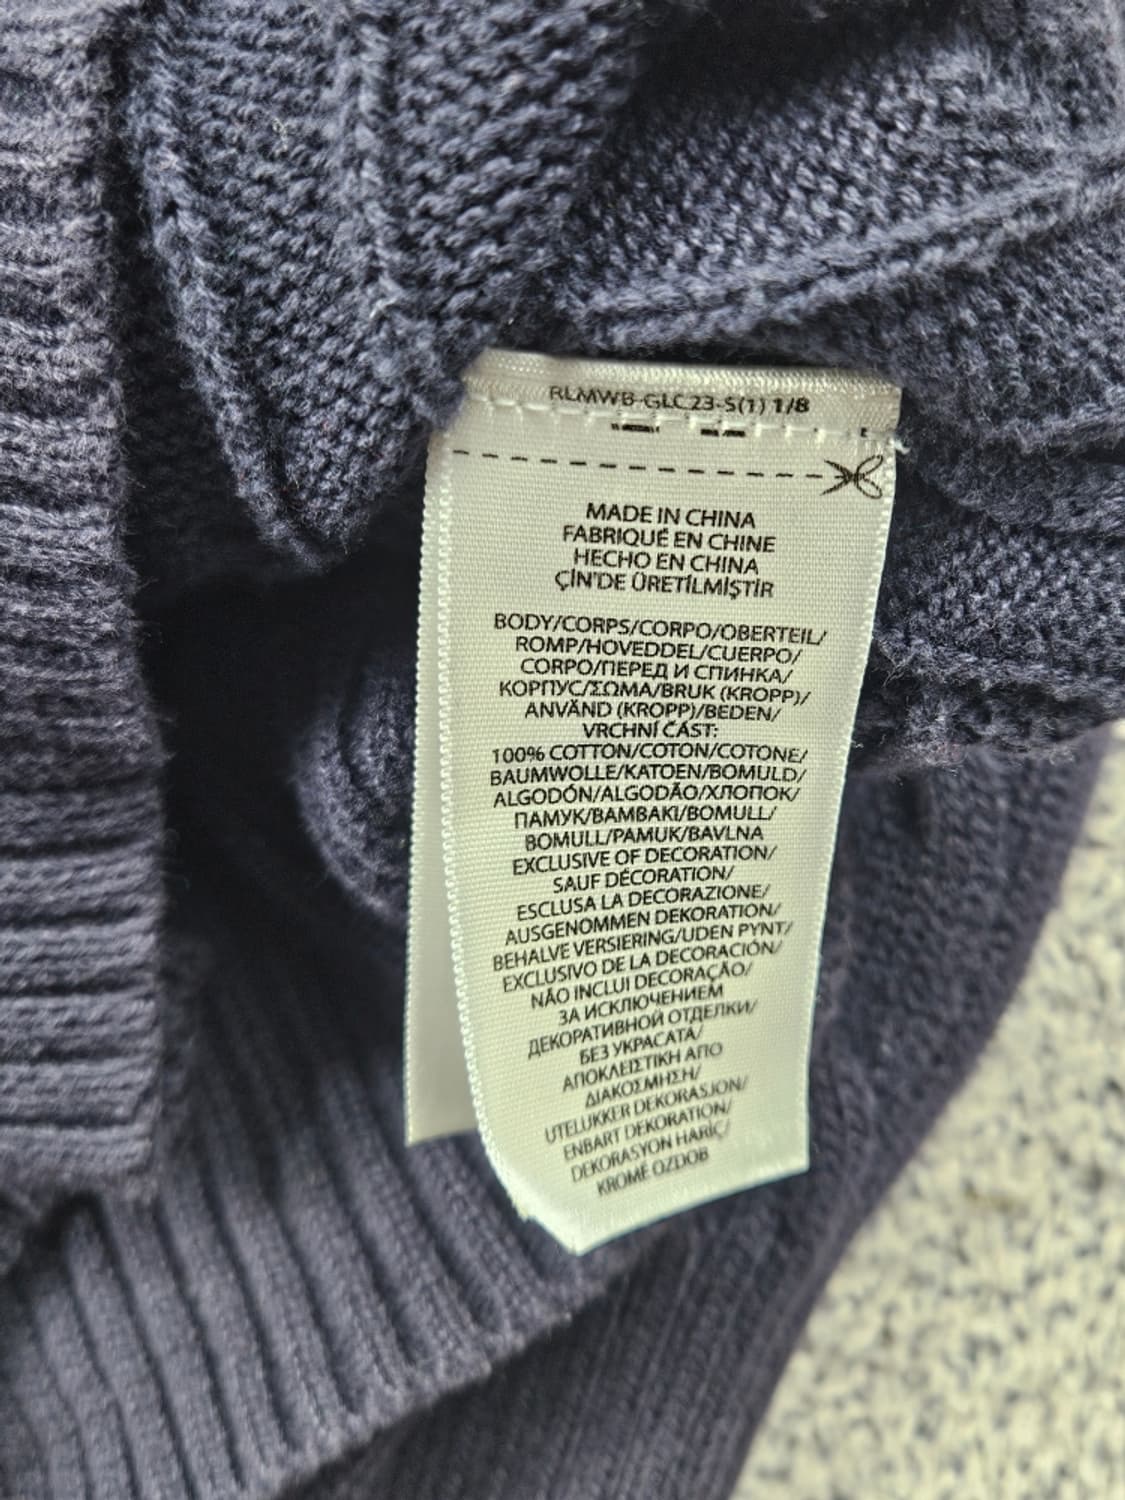 RLMWB-GLC23-S(1) 1/8
MADE IN CHINA
FABRIQUÉ EN CHINE
HECHO EN CHINA
ÇİN'DE ÜRETİLMİŞTİR
BODY/CORPS/CORPO/OBERTEIL/
ROMP/HOVEDDEL/CUERPO/
CORPO/ПЕРЕД И СПИНКА/
КОРПУС/ΣΩΜΑ/BRUK (KROPP)/
ANVÄND (KROPP)/BEDEN/
VRCHNÍ ČÁST:
100% COTTON/COTON/COTONE/
BAUMWOLLE/KATOEN/BOMULD/
ALGODÓN/ALGODÃO/ХЛОПОК/
ПАМУК/ΒΑΜΒΑΚΙ/BOMULL/
BOMULL/PAMUK/BAVLNA
EXCLUSIVE OF DECORATION/
SAUF DÉCORATION/
ESCLUSA LA DECORAZIONE/
AUSGENOMMEN DEKORATION/
BEHALVE VERSIERING/UDEN PYNT/
EXCLUSIVO DE LA DECORACIÓN/
NÃO INCLUI DECORAÇÃO/
ЗА ИСКЛЮЧЕНИЕМ
ДЕКОРАТИВНОЙ ОТДЕЛКИ/
БЕЗ УКРАСАТА/
ΑΠΟΚΛΕΙΣΤΙΚΗ ΑΠΟ
ΔΙΑΚΟΣΜΗΣΗ/
UTELUKKER DEKORASJON/
ENBART DEKORATION/
DEKORASYON HARİÇ/
KROMĚ OZDOB